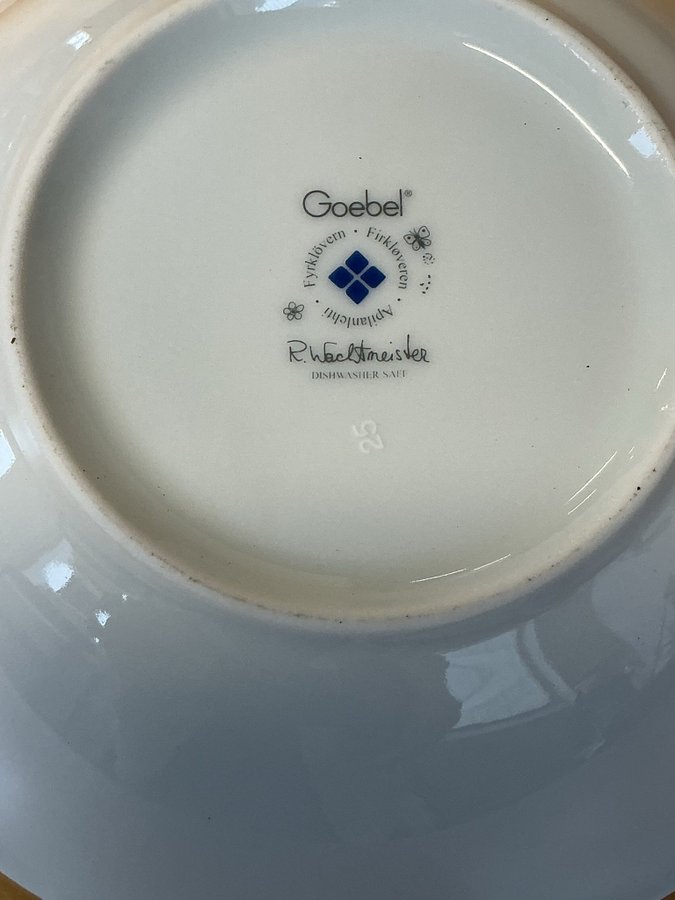 Goebel®
Fyrklövern • Firkløveren • Apilanlehti •
R. Wachtmeister
DISHWASHER SAFE
25